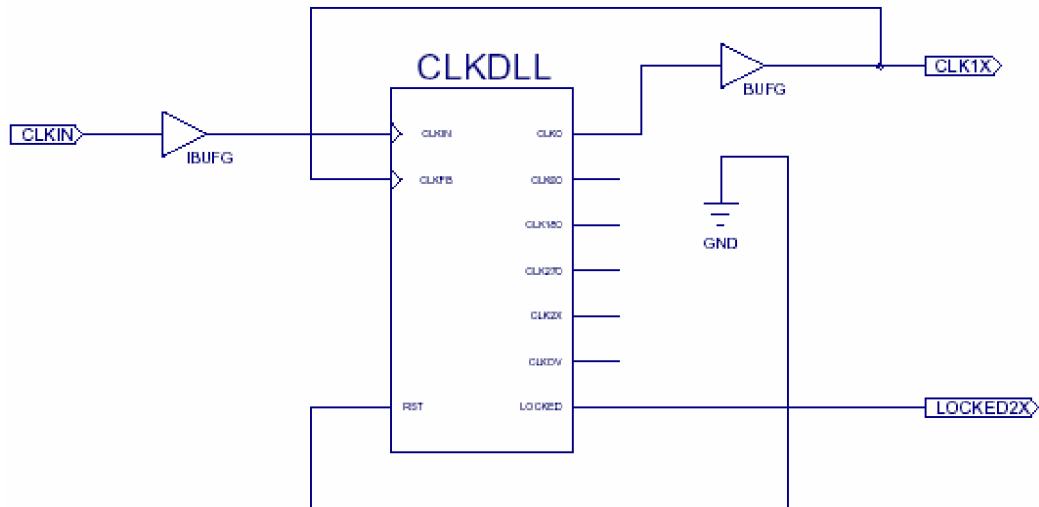 CLKDLL
CLK1X
BUFG
CLKIN
IBUFG
CLKIN
CLK0
CLKFB
CLK90
CLK180
GND
CLK270
CLK2X
CLKDV
RST
LOCKED
LOCKED2X